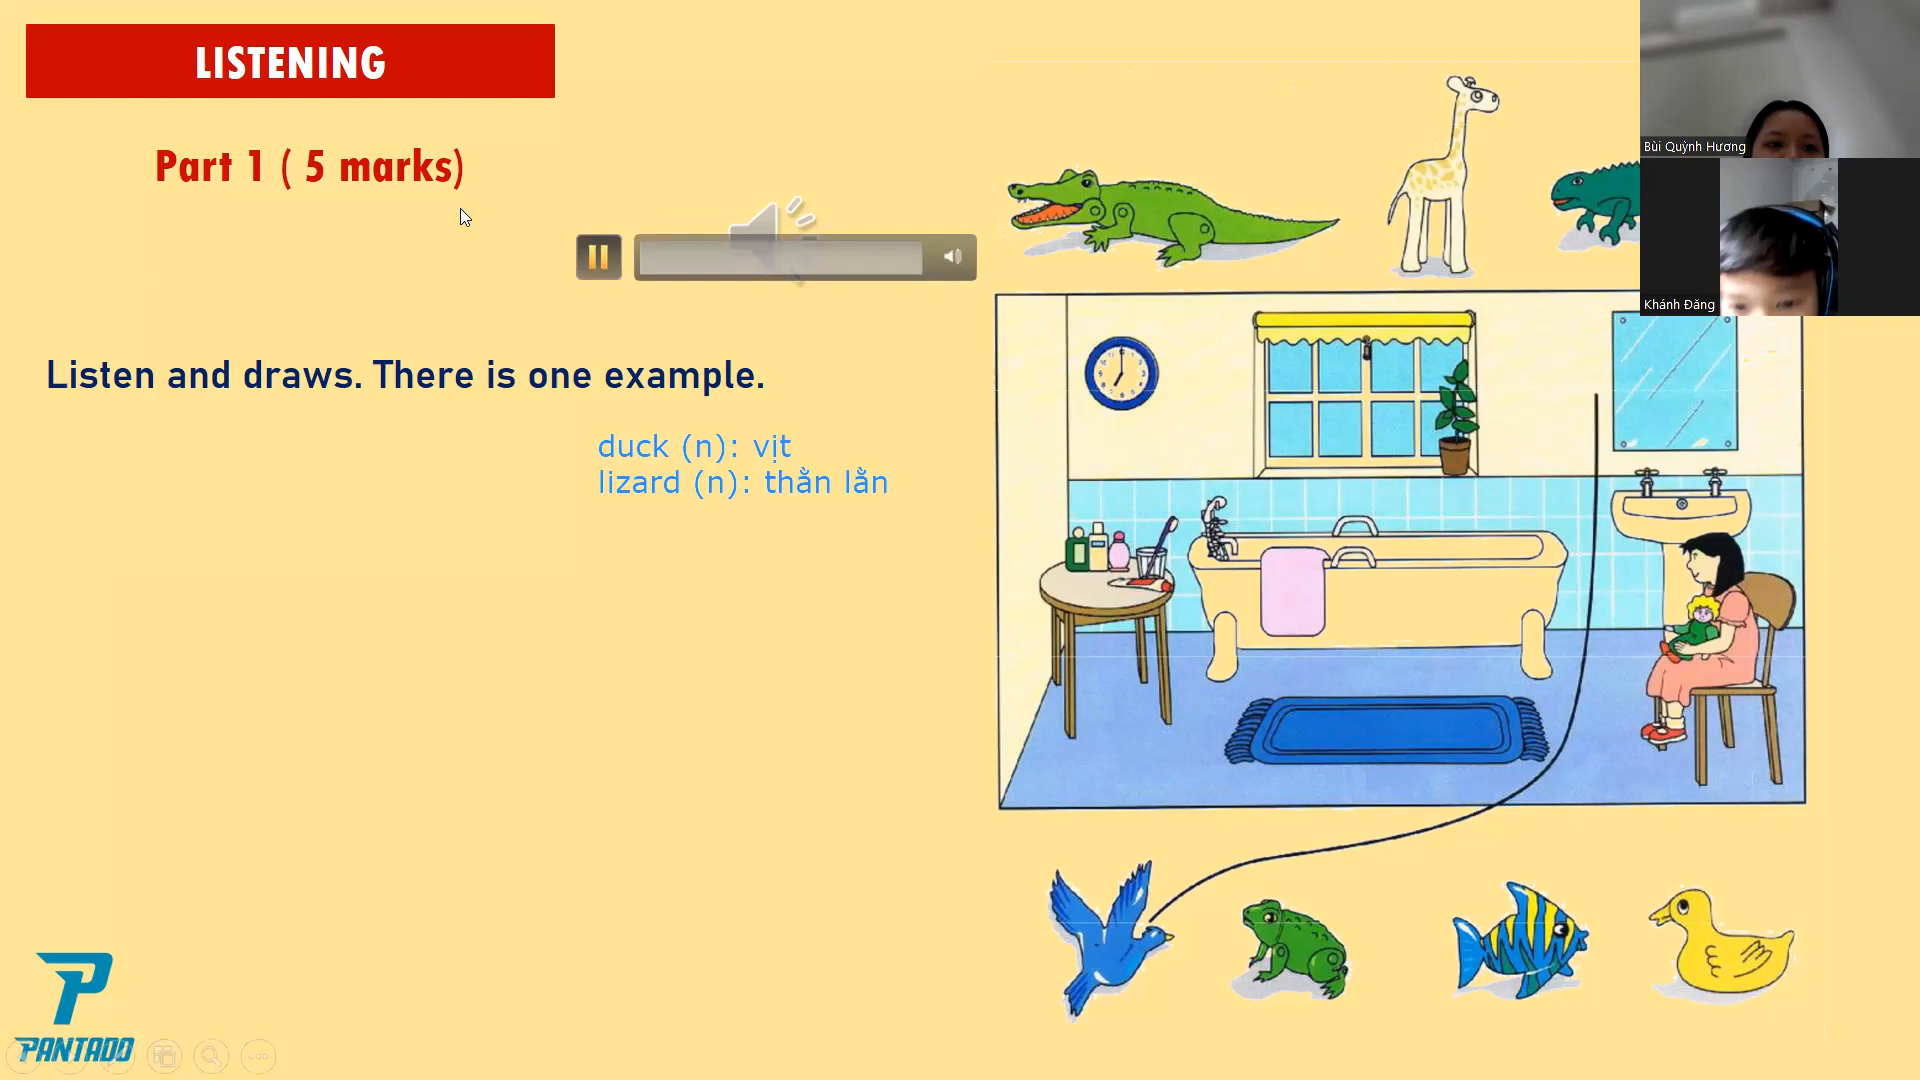 LISTENING
Part 1 ( 5 marks)
Bùi Quỳnh Hương
Khánh Đăng
Listen and draws. There is one example.
duck (n): vịt
lizard (n): thằn lằn
PANTADO